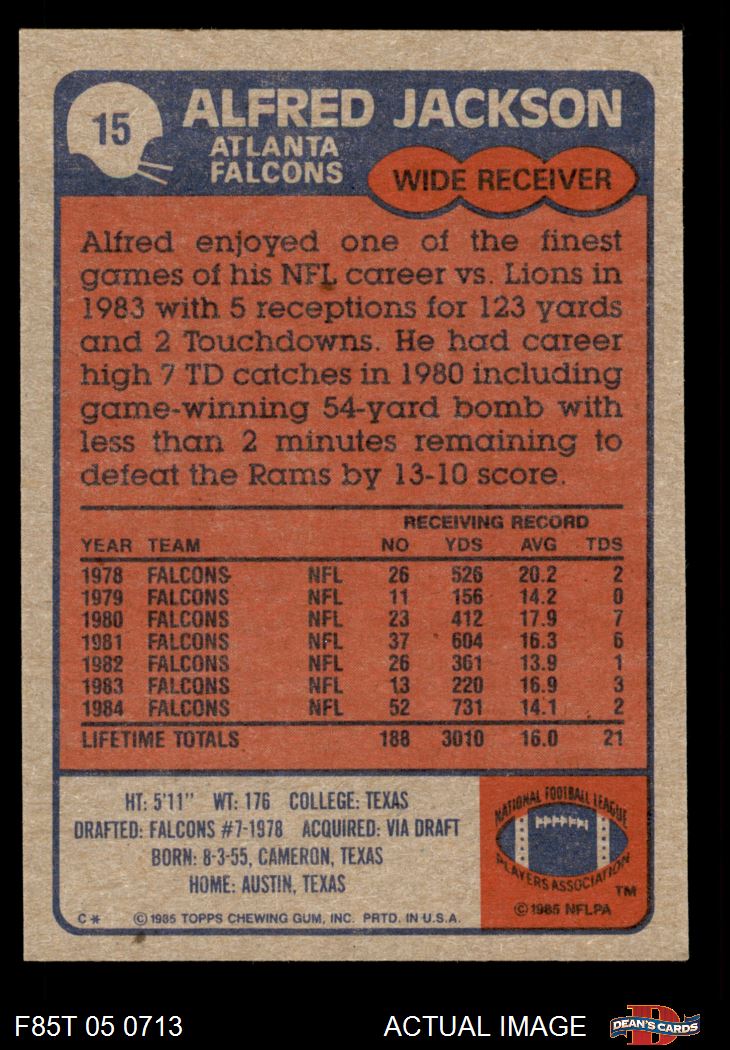 15
ALFRED JACKSON
ATLANTA
FALCONS
WIDE RECEIVER
Alfred enjoyed one of the finest
games of his NFL career vs. Lions in
1983 with 5 receptions for 123 yards
and 2 Touchdowns. He had career
high 7 TD catches in 1980 including
game-winning 54-yard bomb with
less than 2 minutes remaining to
defeat the Rams by 13-10 score.
RECEIVING RECORD
YEAR TEAM NO YDS AVG TDS
1978 FALCONS NFL 26 526 20.2 2
1979 FALCONS NFL 11 156 14.2 0
1980 FALCONS NFL 23 412 17.9 7
1981 FALCONS NFL 37 604 16.3 6
1982 FALCONS NFL 26 361 13.9 1
1983 FALCONS NFL 13 220 16.9 3
1984 FALCONS NFL 52 731 14.1 2
LIFETIME TOTALS 188 3010 16.0 21
HT: 5'11" WT: 176 COLLEGE: TEXAS
DRAFTED: FALCONS #7-1978 ACQUIRED: VIA DRAFT
BORN: 8-3-55, CAMERON, TEXAS
HOME: AUSTIN, TEXAS
C* © 1985 TOPPS CHEWING GUM, INC. PRTD. IN U.S.A.
NATIONAL FOOTBALL LEAGUE
PLAYERS ASSOCIATION
TM
© 1985 NFLPA
F85T 05 0713
ACTUAL IMAGE
D
DEAN'S CARDS